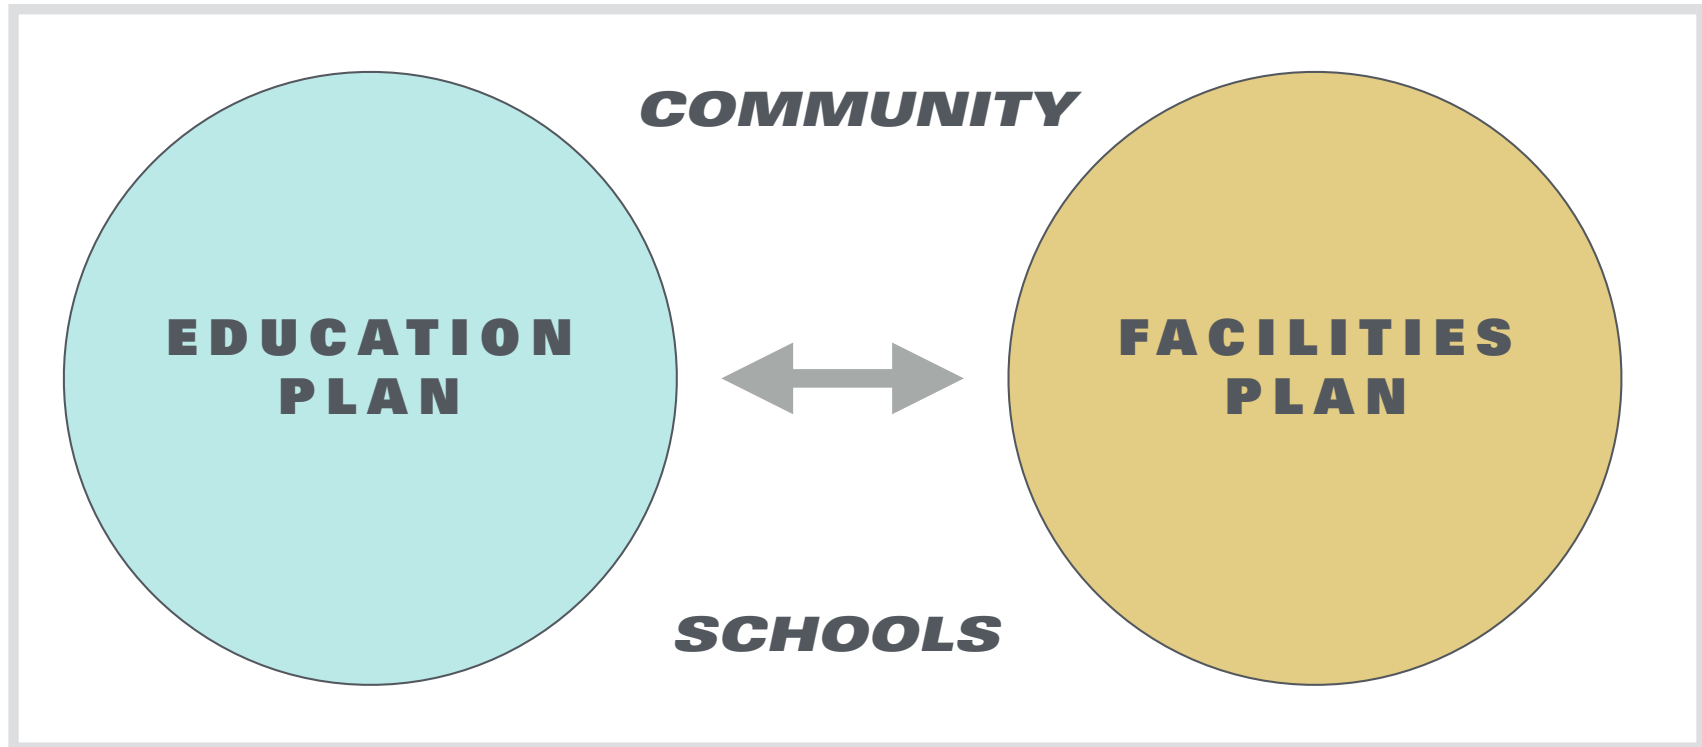 COMMUNITY
EDUCATION
PLAN
FACILITIES
PLAN
SCHOOLS